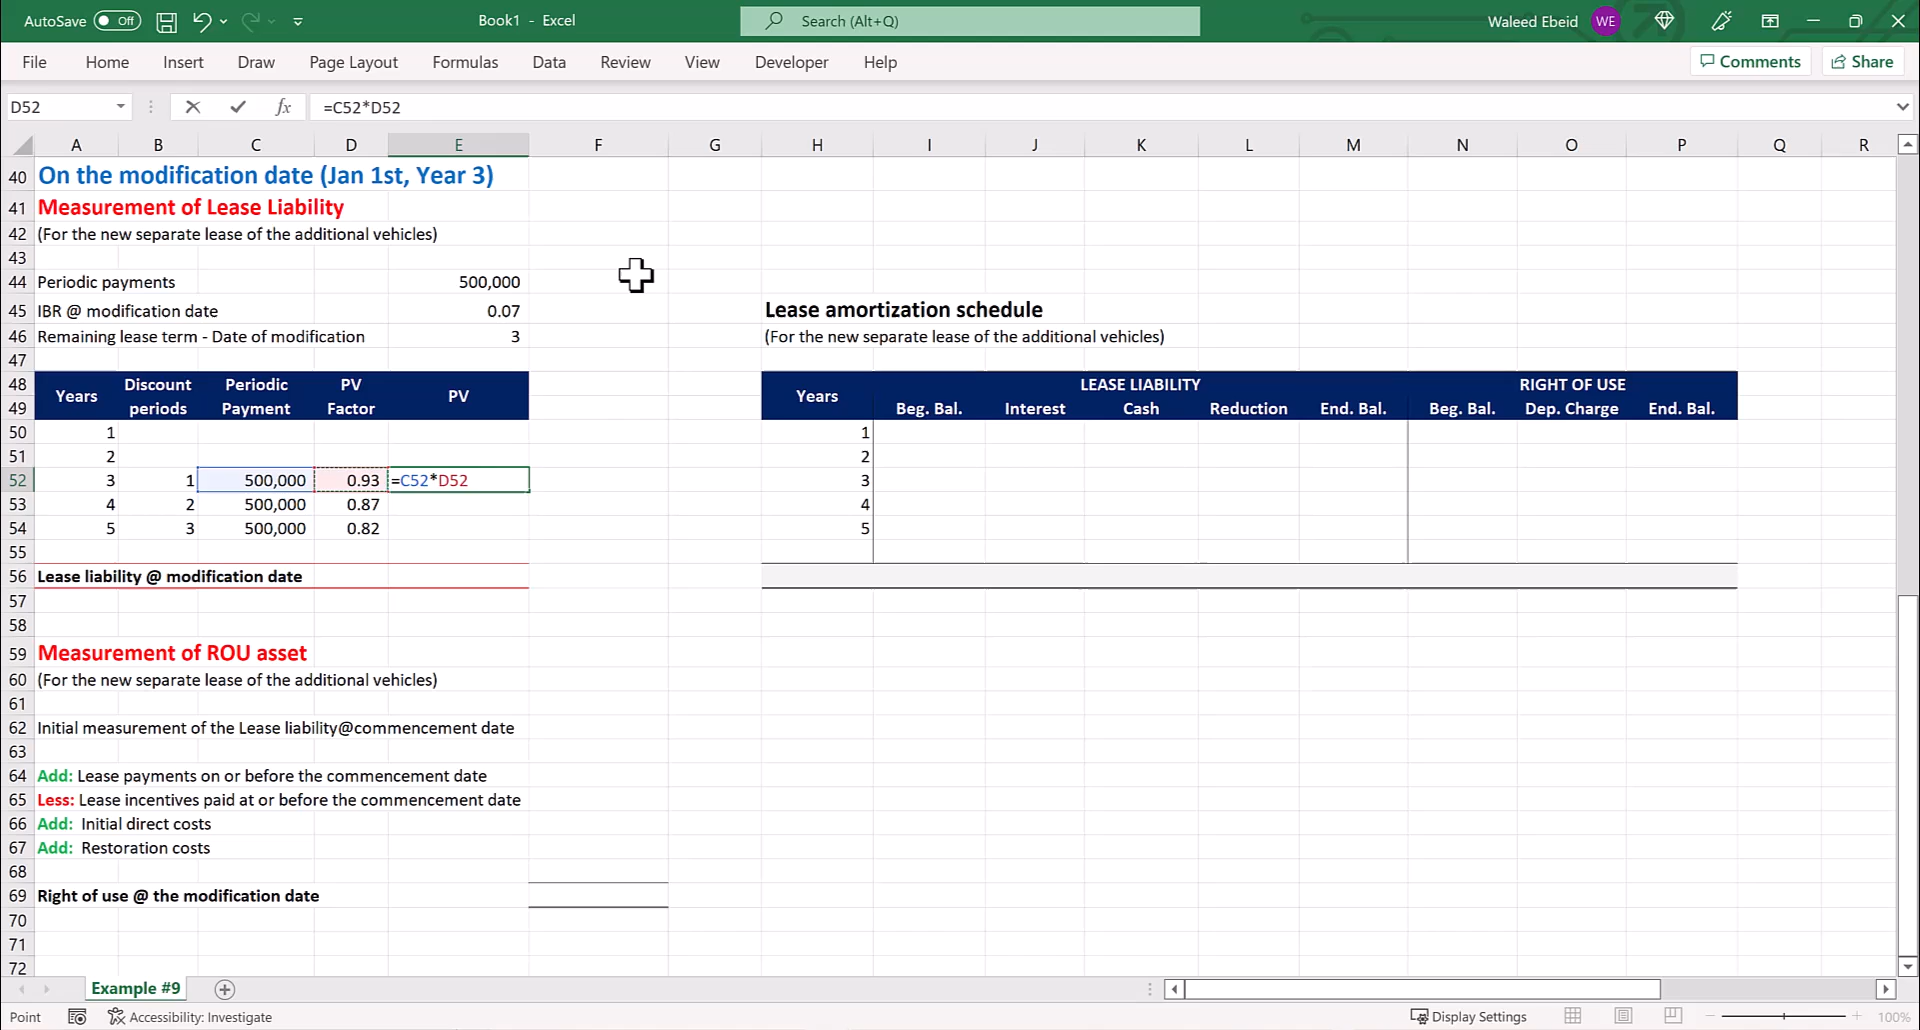 AutoSave Off Book1 - Excel Search (Alt+Q) Waleed Ebeid WE
File Home Insert Draw Page Layout Formulas Data Review View Developer Help Comments Share
D52 fx =C52*D52
A B C D E F G H I J K L M N O P Q R
40 On the modification date (Jan 1st, Year 3)
41 Measurement of Lease Liability
42 (For the new separate lease of the additional vehicles)
43
44 Periodic payments 500,000
45 IBR @ modification date 0.07 Lease amortization schedule
46 Remaining lease term - Date of modification 3 (For the new separate lease of the additional vehicles)
47
48 Years Discount Periodic PV PV Years LEASE LIABILITY RIGHT OF USE
49 periods Payment Factor Beg. Bal. Interest Cash Reduction End. Bal. Beg. Bal. Dep. Charge End. Bal.
50 1 1
51 2 2
52 3 1 500,000 0.93 =C52*D52 3
53 4 2 500,000 0.87 4
54 5 3 500,000 0.82 5
55
56 Lease liability @ modification date
57
58
59 Measurement of ROU asset
60 (For the new separate lease of the additional vehicles)
61
62 Initial measurement of the Lease liability@commencement date
63
64 Add: Lease payments on or before the commencement date
65 Less: Lease incentives paid at or before the commencement date
66 Add: Initial direct costs
67 Add: Restoration costs
68
69 Right of use @ the modification date
70
71
72
Example #9
Point Accessibility: Investigate Display Settings 100%